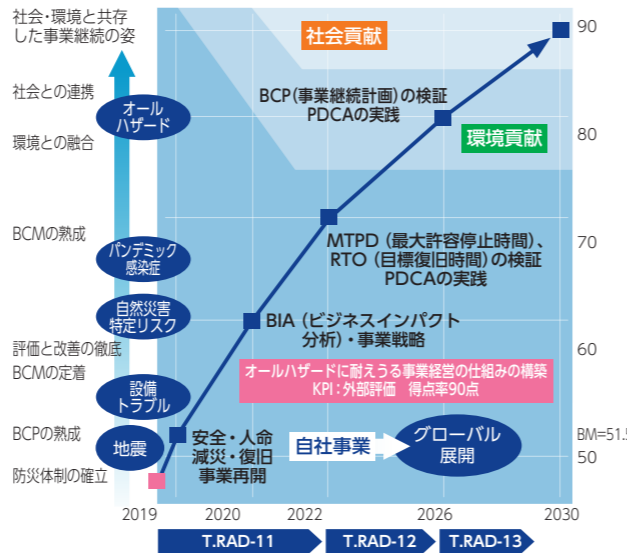 社会・環境と共存
した事業継続の姿
社会との連携
環境との融合
BCMの熟成
評価と改善の徹底
BCMの定着
BCPの熟成
防災体制の確立
オール
ハザード
パンデミック
感染症
自然災害
特定リスク
設備
トラブル
地震
社会貢献
BCP(事業継続計画)の検証
PDCAの実践
環境貢献
MTPD(最大許容停止時間)、
RTO(目標復旧時間)の検証
PDCAの実践
BIA(ビジネスインパクト
分析)・事業戦略
オールハザードに耐えうる事業経営の仕組みの構築
KPI:外部評価 得点率90点
安全・人命
減災・復旧
事業再開
自社事業
グローバル
展開
90
80
70
60
BM=51.5
50
2019 2020 2022 2026 2030
T.RAD-11 T.RAD-12 T.RAD-13